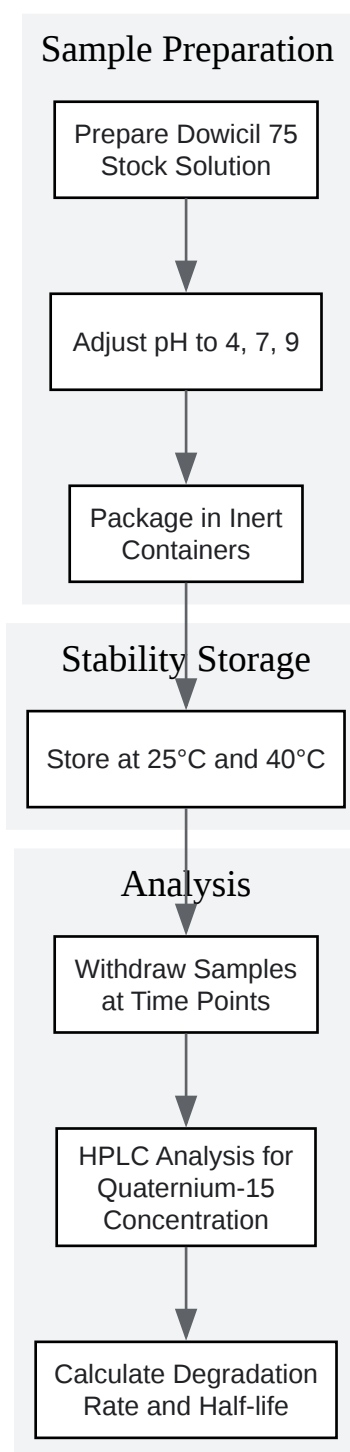 Sample Preparation
Prepare Dowicil 75
Stock Solution
Adjust pH to 4, 7, 9
Package in Inert
Containers
Stability Storage
Store at 25°C and 40°C
Analysis
Withdraw Samples
at Time Points
HPLC Analysis for
Quaternium-15
Concentration
Calculate Degradation
Rate and Half-life